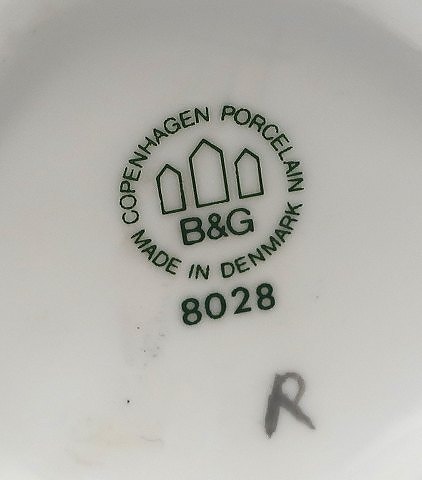 COPENHAGEN PORCELAIN
B&G
MADE IN DENMARK
8028
R